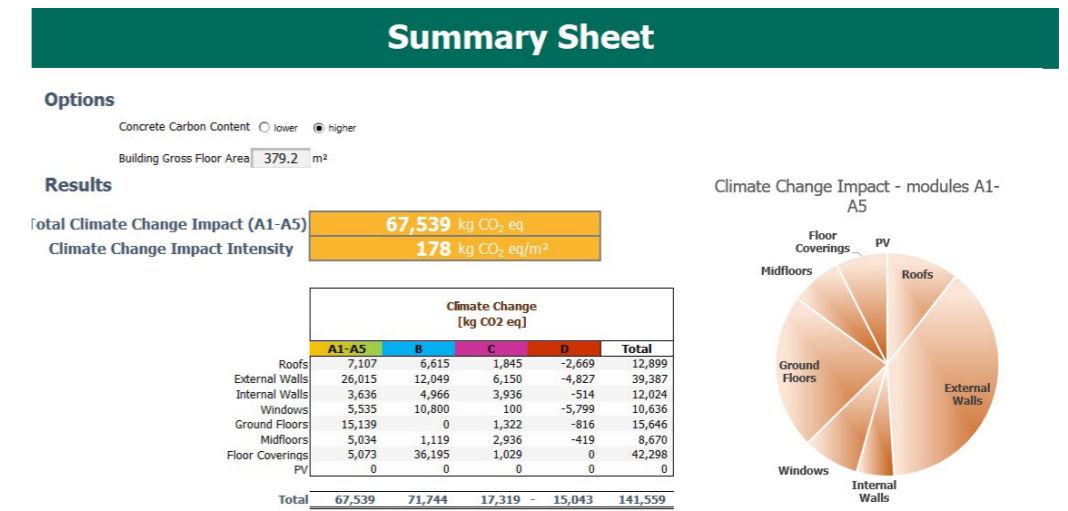 Summary Sheet
Options
Concrete Carbon Content lower higher
Building Gross Floor Area 379.2 m²
Results
Total Climate Change Impact (A1-A5) 67,539 kg CO₂ eq
Climate Change Impact Intensity 178 kg CO₂ eq/m²
Climate Change
[kg CO2 eq]
A1-A5 B C D Total
Roofs 7,107 6,615 1,845 -2,669 12,899
External Walls 26,015 12,049 6,150 -4,827 39,387
Internal Walls 3,636 4,966 3,936 -514 12,024
Windows 5,535 10,800 100 -5,799 10,636
Ground Floors 15,139 0 1,322 -816 15,646
Midfloors 5,034 1,119 2,936 -419 8,670
Floor Coverings 5,073 36,195 1,029 0 42,298
PV 0 0 0 0 0
Total 67,539 71,744 17,319 - 15,043 141,559
Climate Change Impact - modules A1-
A5
Floor
Coverings
PV
Midfloors
Roofs
Ground
Floors
External
Walls
Windows
Internal
Walls